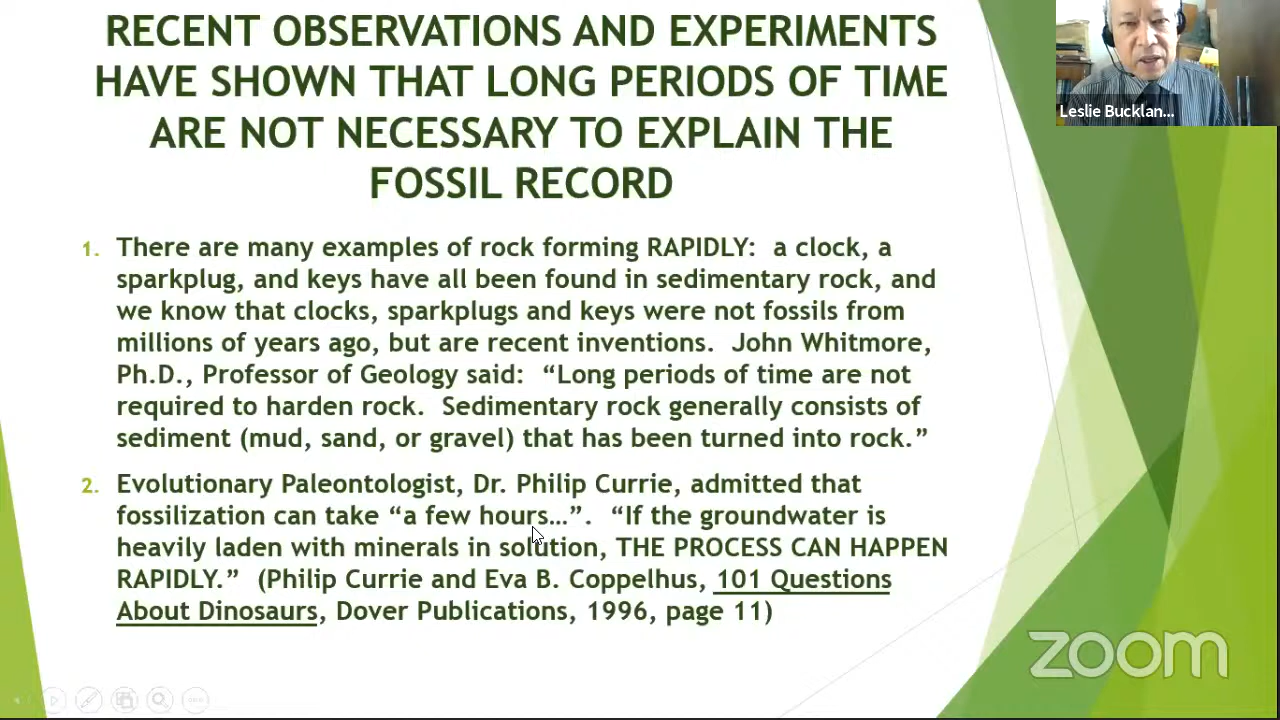 RECENT OBSERVATIONS AND EXPERIMENTS
HAVE SHOWN THAT LONG PERIODS OF TIME
ARE NOT NECESSARY TO EXPLAIN THE
FOSSIL RECORD
Leslie Bucklan...
1. There are many examples of rock forming RAPIDLY: a clock, a
sparkplug, and keys have all been found in sedimentary rock, and
we know that clocks, sparkplugs and keys were not fossils from
millions of years ago, but are recent inventions. John Whitmore,
Ph.D., Professor of Geology said: “Long periods of time are not
required to harden rock. Sedimentary rock generally consists of
sediment (mud, sand, or gravel) that has been turned into rock.”
2. Evolutionary Paleontologist, Dr. Philip Currie, admitted that
fossilization can take “a few hours…”. “If the groundwater is
heavily laden with minerals in solution, THE PROCESS CAN HAPPEN
RAPIDLY.” (Philip Currie and Eva B. Coppelhus, 101 Questions
About Dinosaurs, Dover Publications, 1996, page 11)
zoom